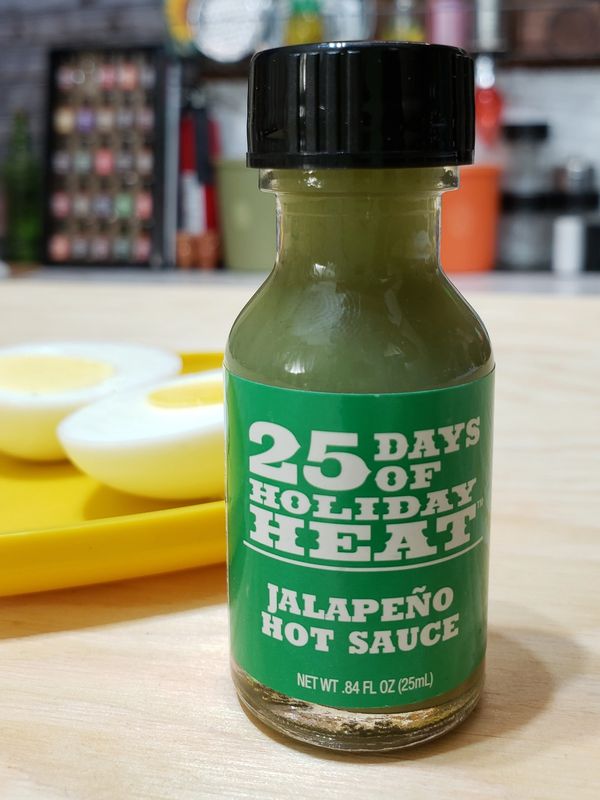 25 DAYS
OF
HOLIDAY
HEAT™
JALAPEÑO
HOT SAUCE
NET WT .84 FL OZ (25mL)